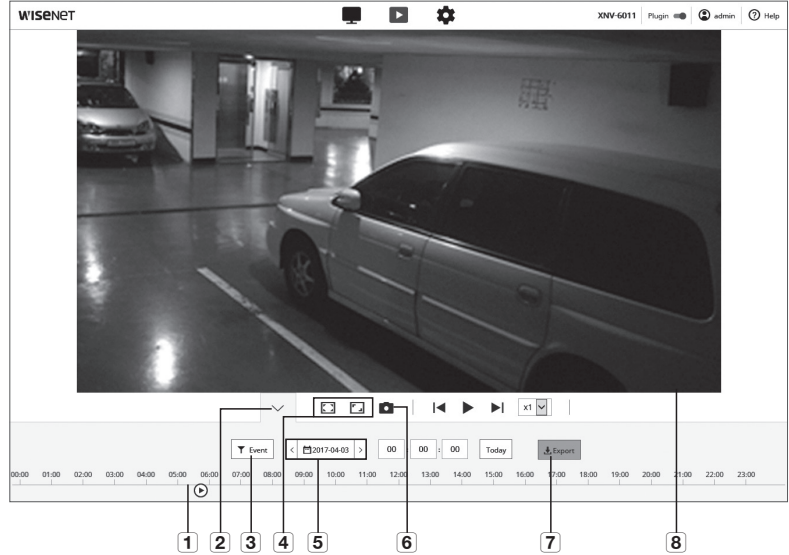 WISENET
XNV-6011 Plugin admin ? Help
x1
Event < 2017-04-03 > 00 00 : 00 Today Export
00:00 01:00 02:00 03:00 04:00 05:00 06:00 07:00 08:00 09:00 10:00 11:00 12:00 13:00 14:00 15:00 16:00 17:00 18:00 19:00 20:00 21:00 22:00 23:00
1 2 3 4 5 6 7 8